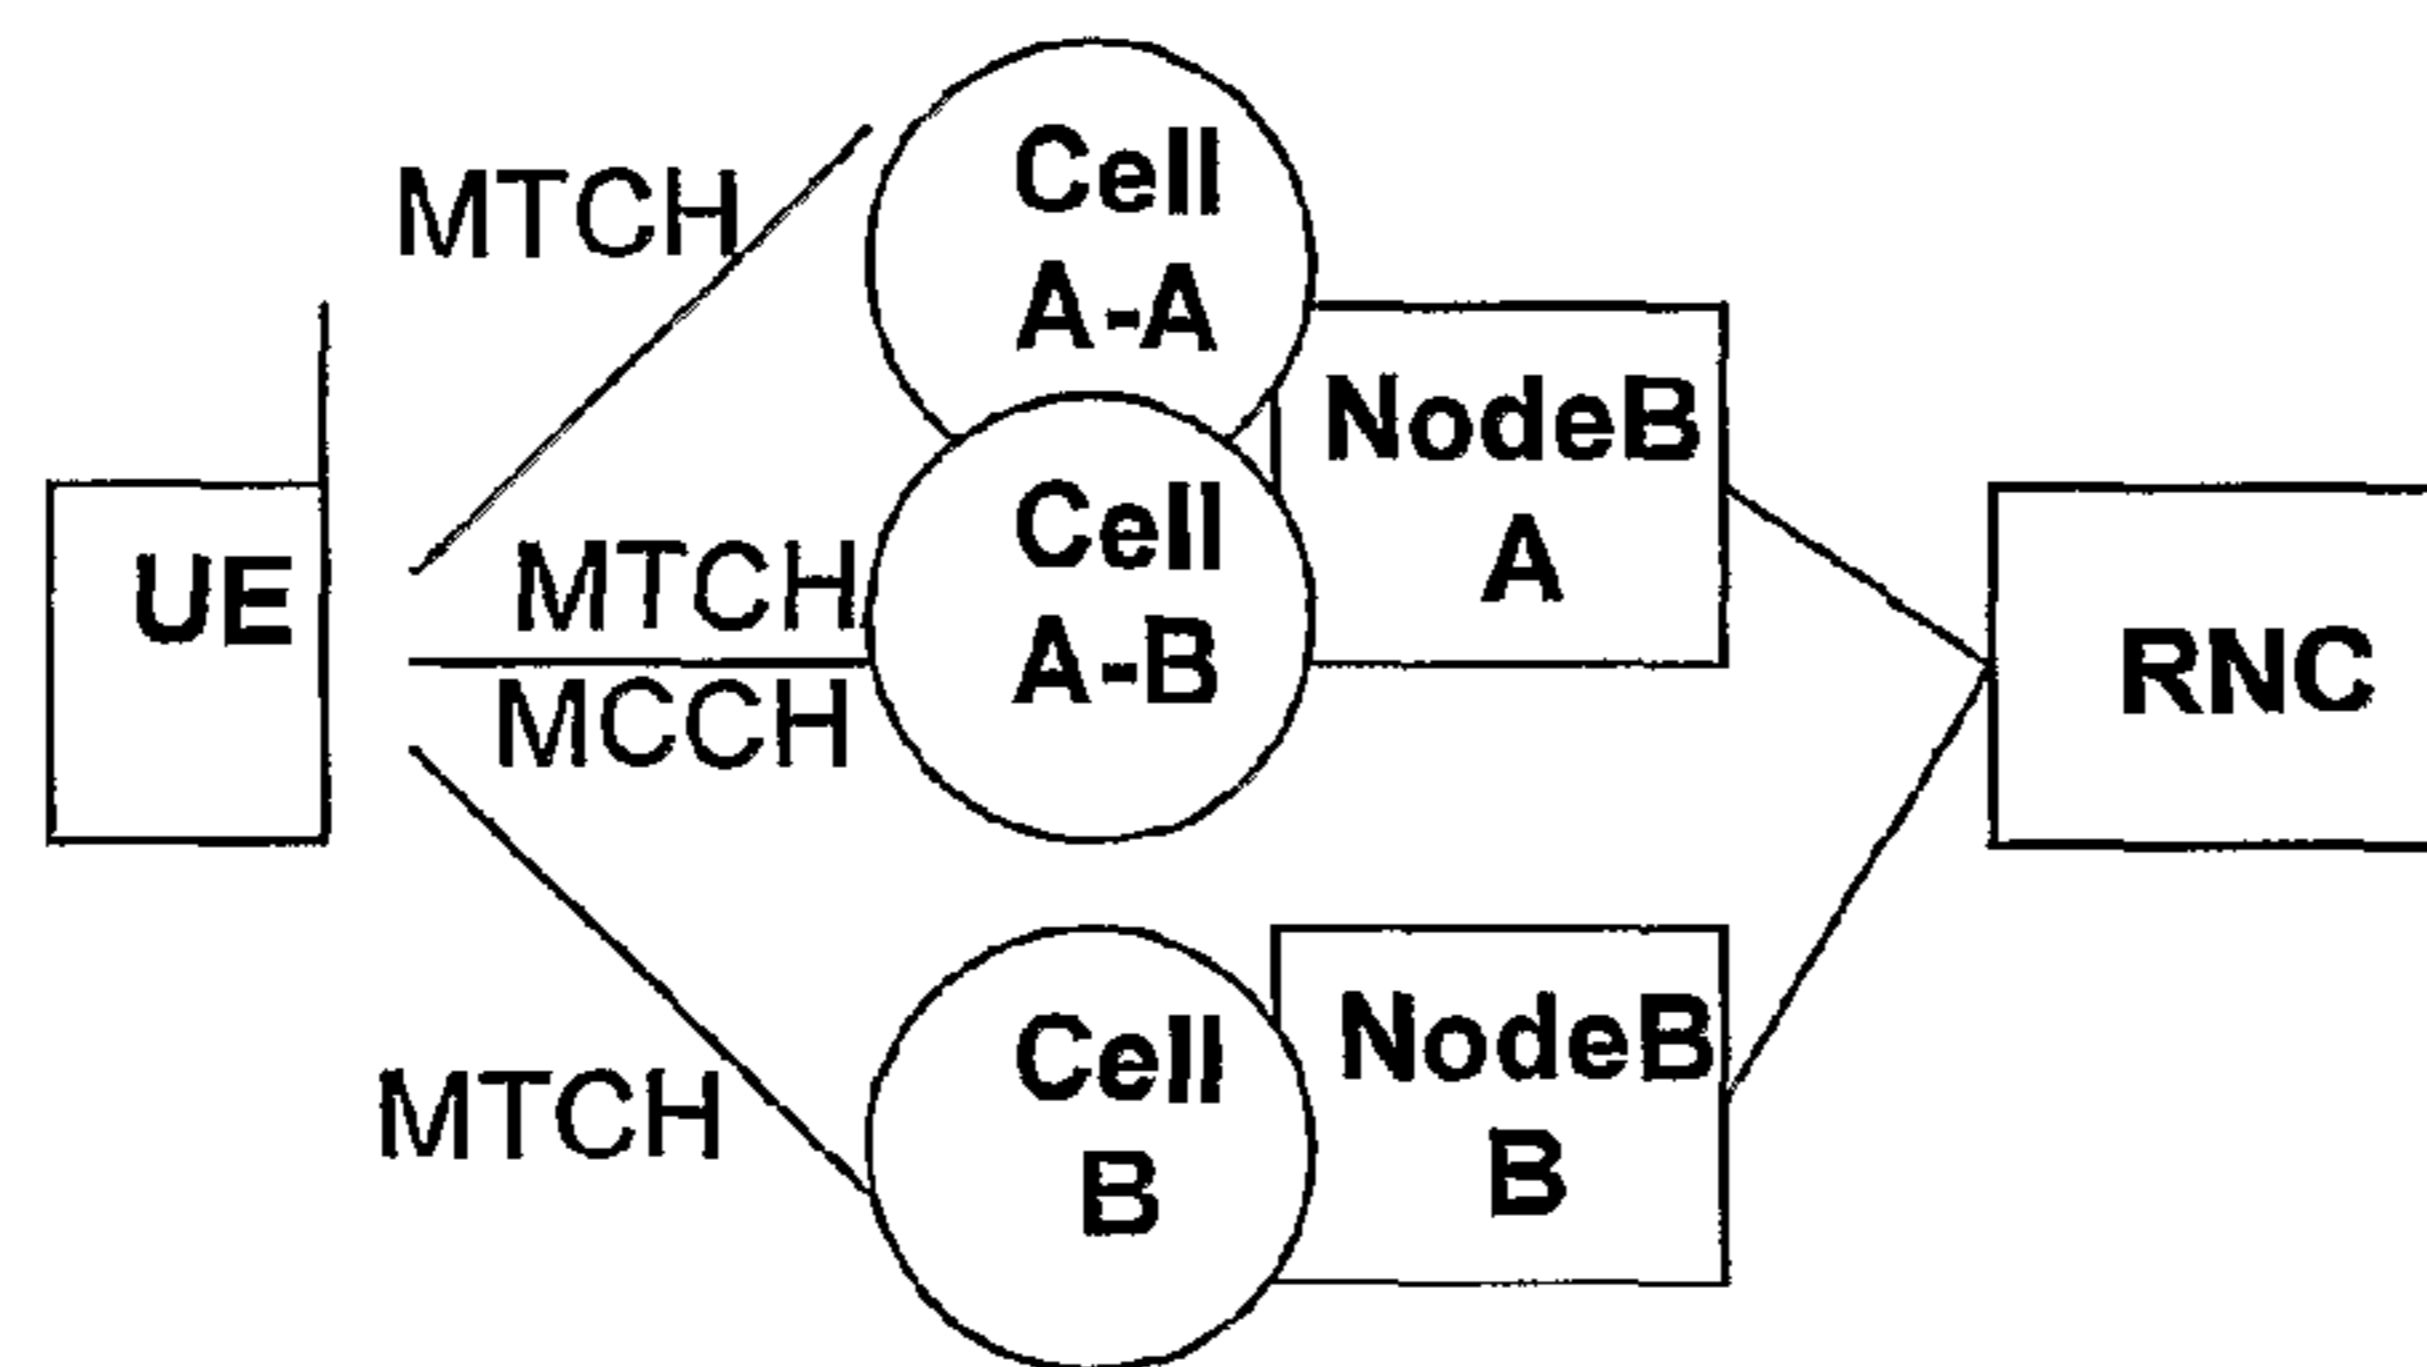 MTCH
Cell
A-A
NodeB
A
UE
MTCH
MCCH
Cell
A-B
RNC
MTCH
Cell
B
NodeB
B